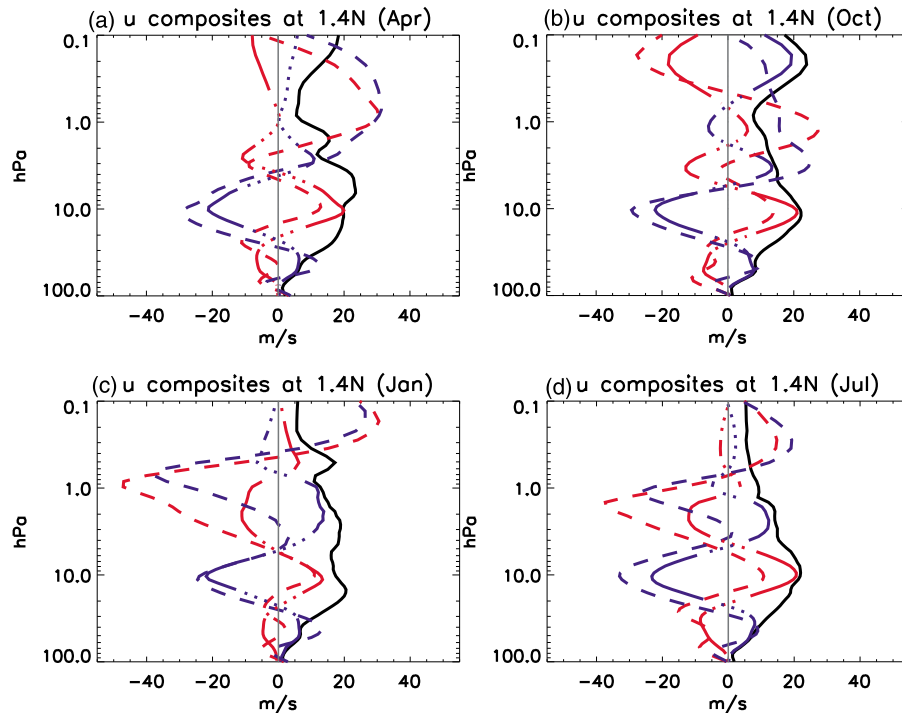 (a) u composites at 1.4N (Apr)
0.1
1.0
10.0
100.0
hPa
-40 -20 0 20 40
m/s
(b) u composites at 1.4N (Oct)
0.1
1.0
10.0
100.0
hPa
-40 -20 0 20 40
m/s
(c) u composites at 1.4N (Jan)
0.1
1.0
10.0
100.0
hPa
-40 -20 0 20 40
m/s
(d) u composites at 1.4N (Jul)
0.1
1.0
10.0
100.0
hPa
-40 -20 0 20 40
m/s